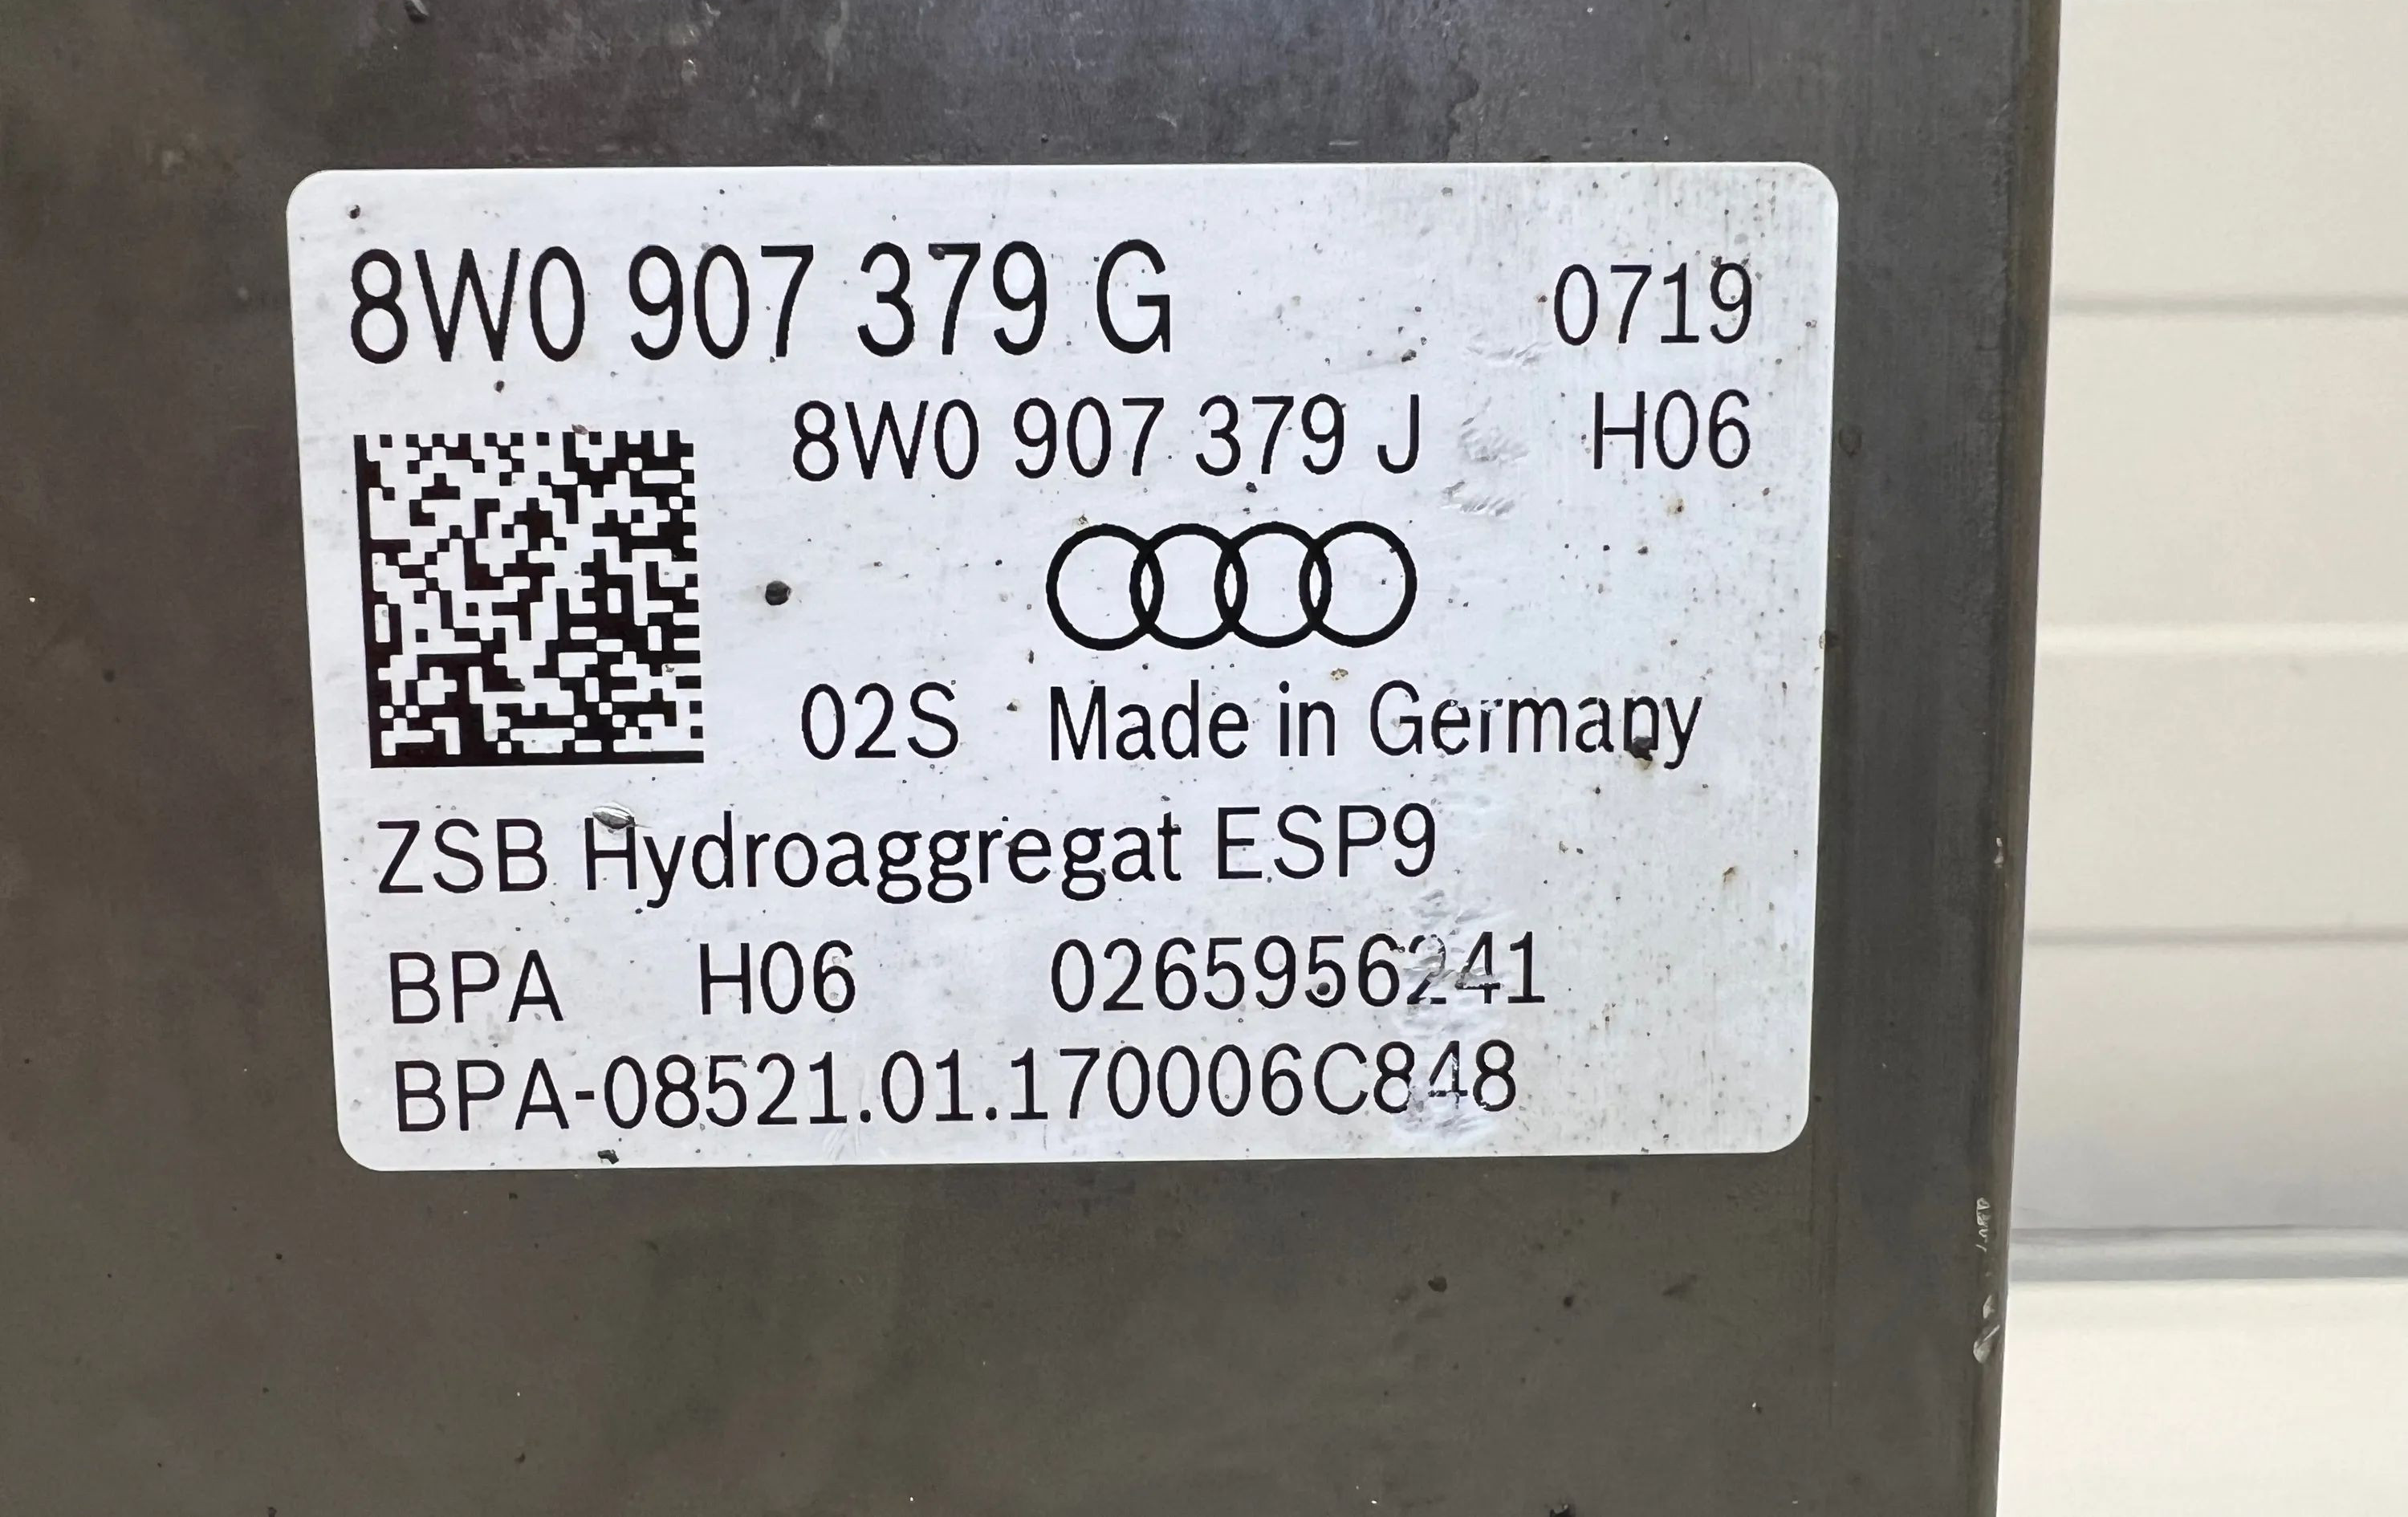 8W0 907 379 G 0719
8W0 907 379 J H06
02S Made in Germany
ZSB Hydroaggregat ESP9
BPA H06 0265956241
BPA-08521.01.170006C848